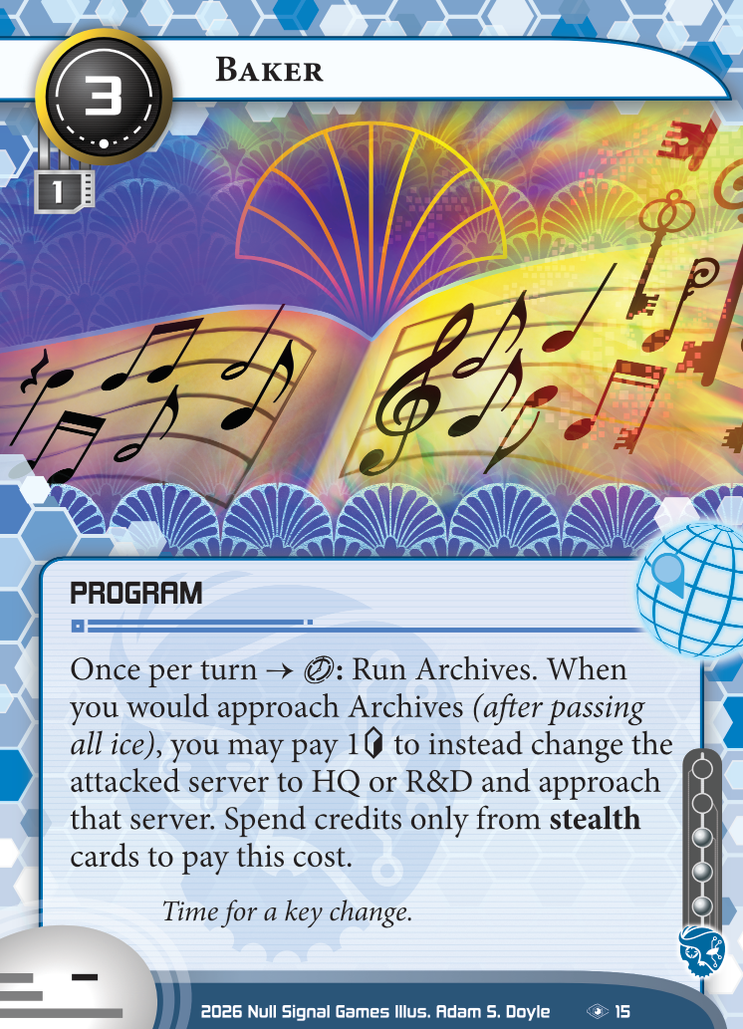 Baker
3
1
PROGRAM
Once per turn → : Run Archives. When
you would approach Archives (after passing
all ice), you may pay 1 to instead change the
attacked server to HQ or R&D and approach
that server. Spend credits only from stealth
cards to pay this cost.
Time for a key change.
2026 Null Signal Games Illus. Adam S. Doyle 15